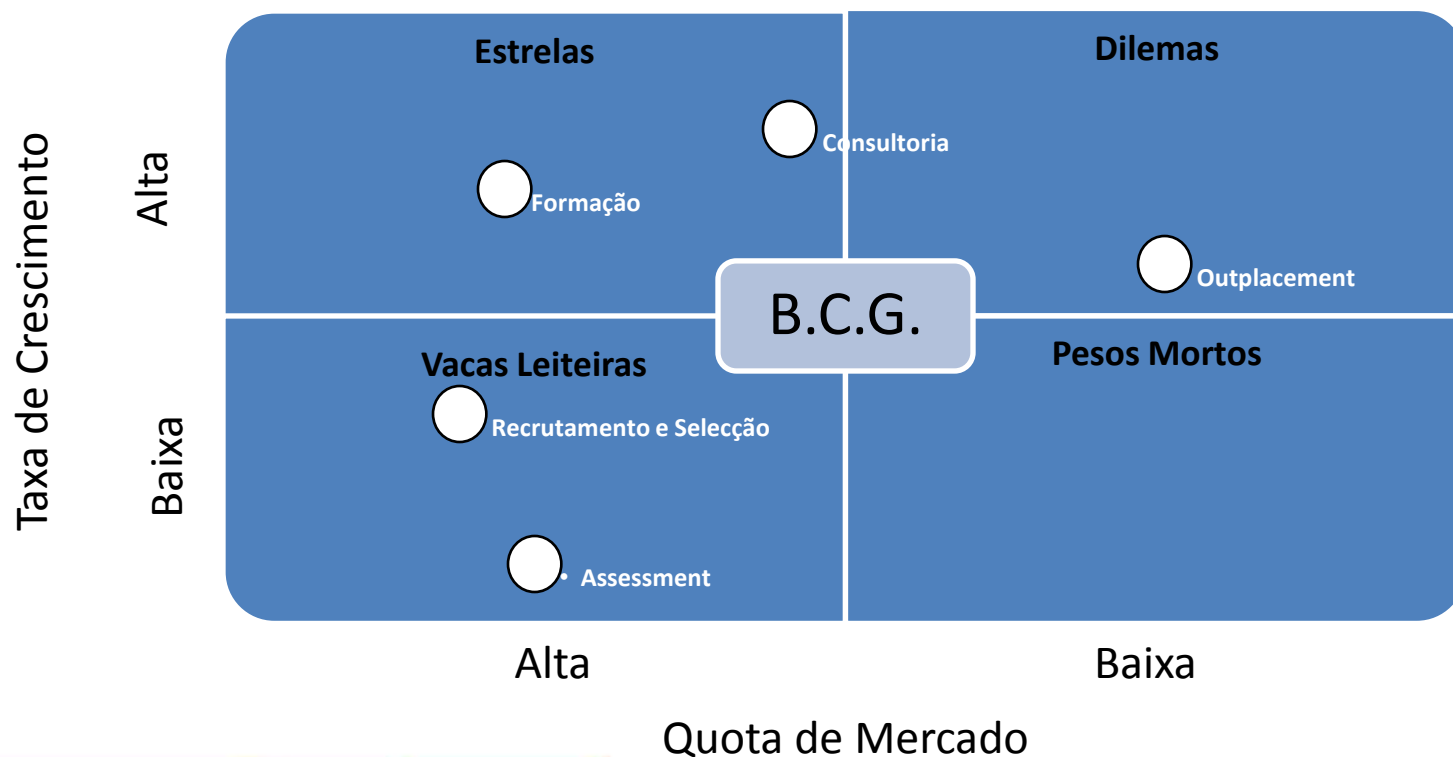 Estrelas
Dilemas
Consultoria
Formação
Outplacement
B.C.G.
Vacas Leiteiras
Pesos Mortos
Recrutamento e Selecção
• Assessment
Taxa de Crescimento
Alta
Baixa
Alta
Baixa
Quota de Mercado